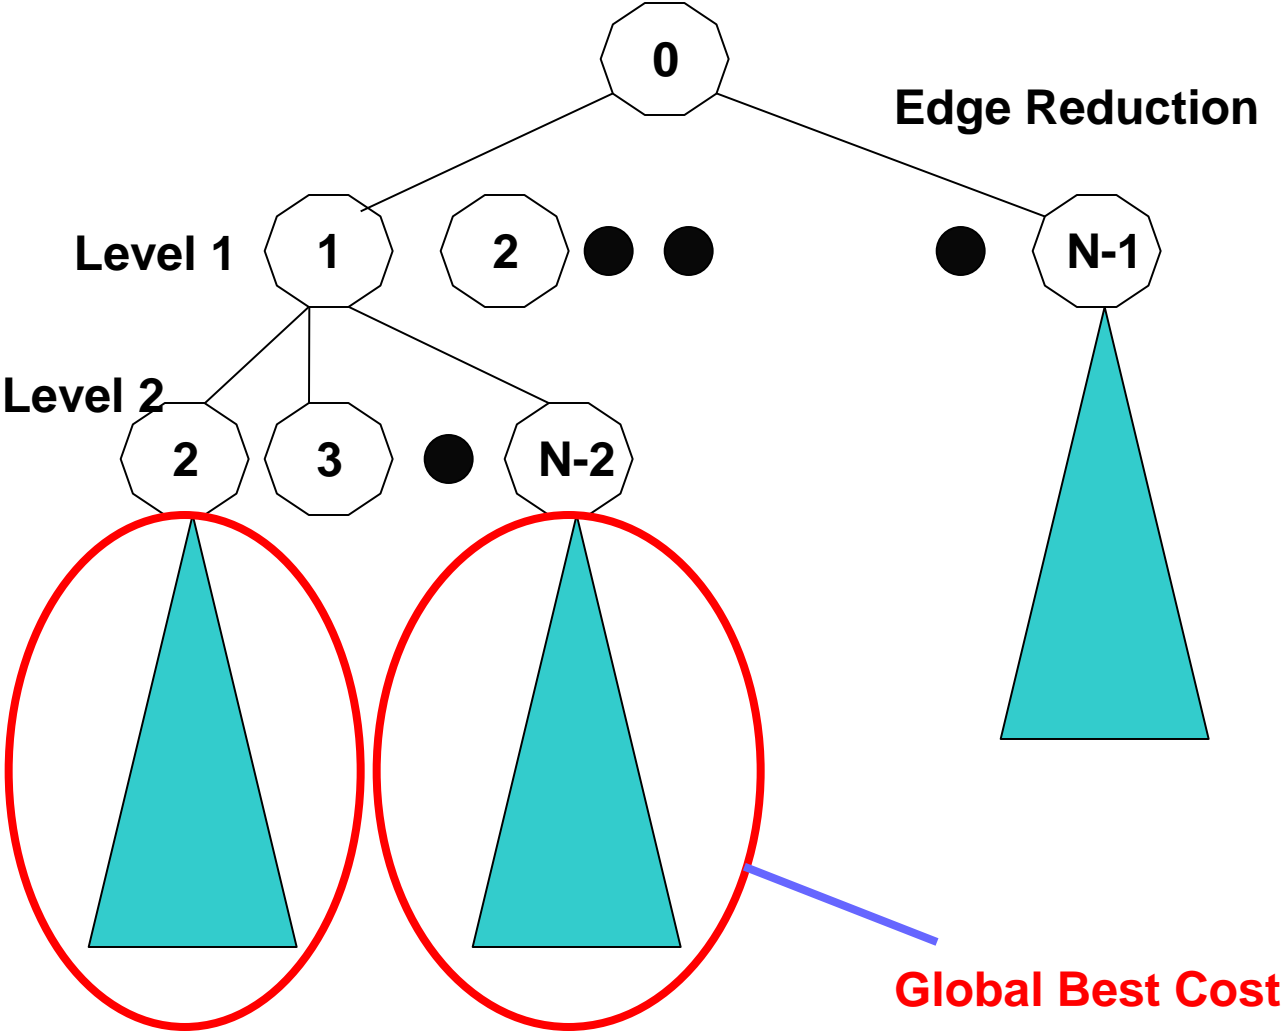 0
Edge Reduction
Level 1
1
2
N-1
Level 2
2
3
N-2
Global Best Cost